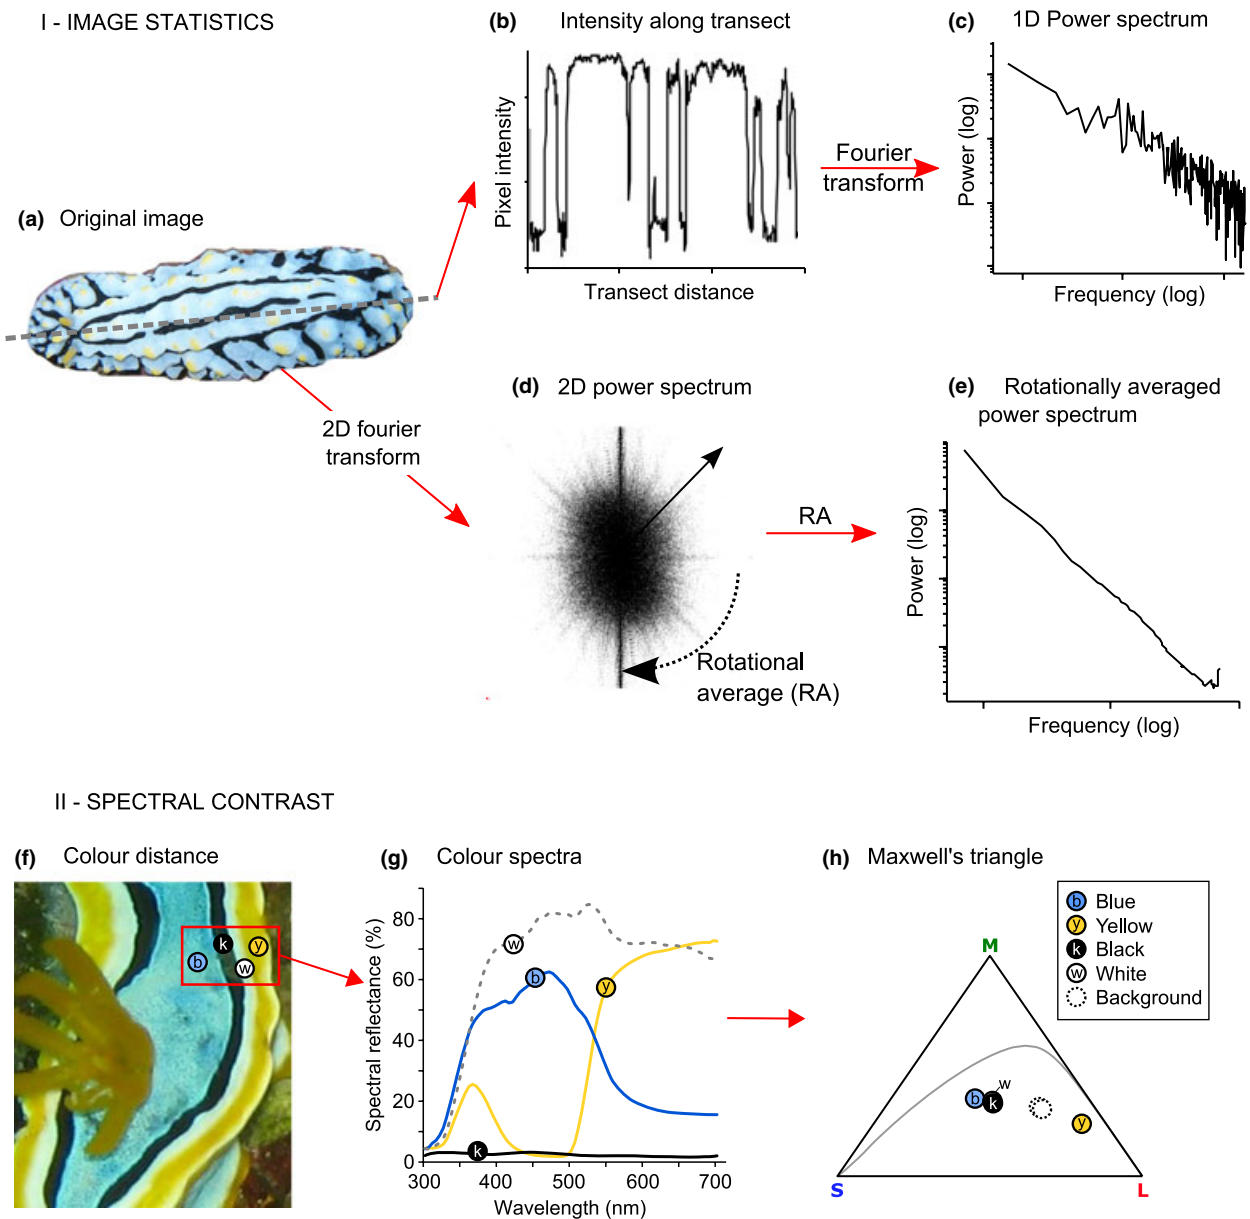 I - IMAGE STATISTICS
(a) Original image
(b) Intensity along transect
Pixel intensity
Transect distance
Fourier
transform
(c) 1D Power spectrum
Power (log)
Frequency (log)
2D fourier
transform
(d) 2D power spectrum
Rotational
average (RA)
RA
(e) Rotationally averaged
power spectrum
Power (log)
Frequency (log)
II - SPECTRAL CONTRAST
(f) Colour distance
k
y
b
w
(g) Colour spectra
Spectral reflectance (%)
80
60
40
20
0
w
b
y
k
300 400 500 600 700
Wavelength (nm)
(h) Maxwell's triangle
b Blue
y Yellow
k Black
w White
Background
M
w
b
k
y
S
L